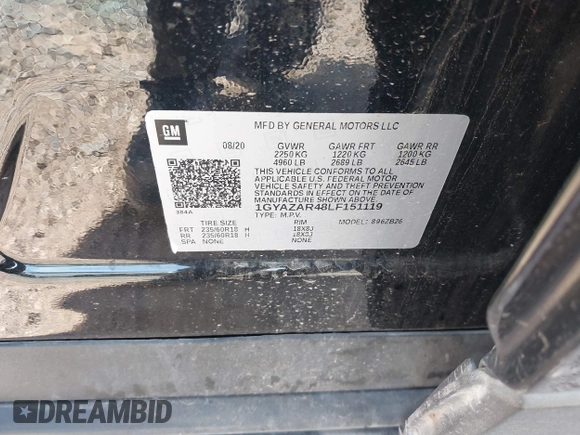 GM
MFD BY GENERAL MOTORS LLC
08/20 GVWR GAWR FRT GAWR RR
2250 KG 1220 KG 1200 KG
4960 LB 2689 LB 2645 LB
THIS VEHICLE CONFORMS TO ALL
APPLICABLE U.S. FEDERAL MOTOR
VEHICLE SAFETY AND THEFT PREVENTION
STANDARDS IN EFFECT ON THE DATE OF
MANUFACTURE SHOWN ABOVE.
384A
1GYAZAR48LF151119
TYPE: M.P.V. MODEL: 8962B26
TIRE SIZE RIM
FRT 235/60R18 H 18X8J
RR 235/60R18 H 18X8J
SPA NONE NONE
DREAMBID